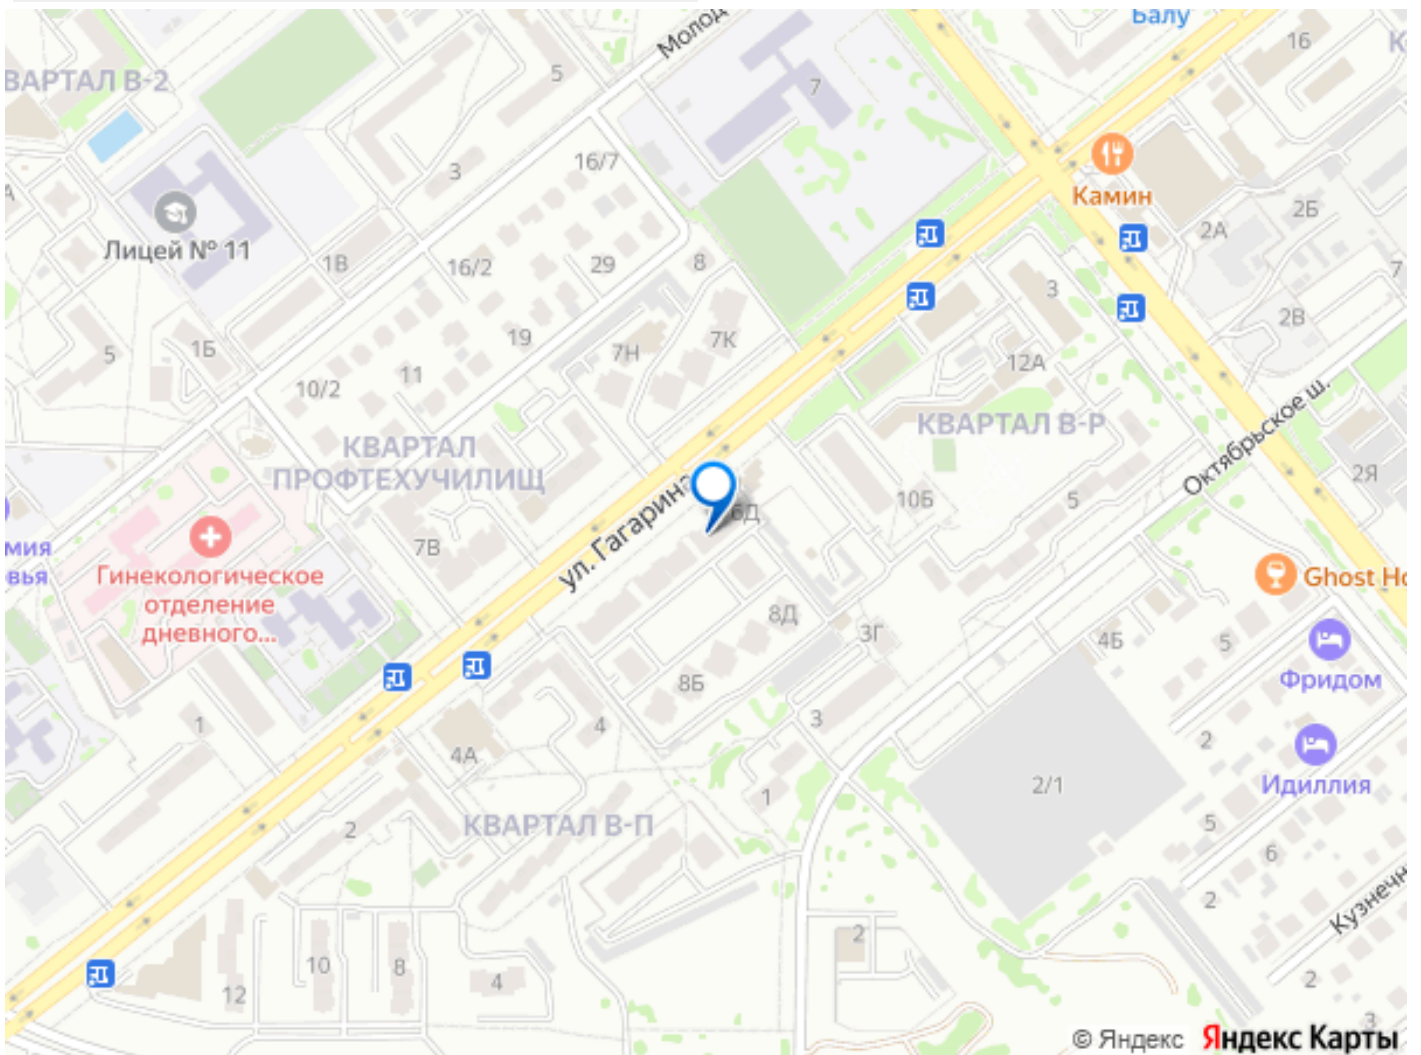 Балу
Молод
16
К
5
ВАРТАЛ В-2
7
Камин
16/7
3
А
2Б
2А
Лицей № 11
1В
16/2
29
8
7
3
2В
19
7К
7Н
5
1Б
12А
11
10/2
КВАРТАЛ В-Р
КВАРТАЛ
ПРОФТЕХУЧИЛИЩ
Октябрьское ш.
2Я
10Б
5
ул. Гагарина
6Д
7В
мия
овья
Гинекологическое
отделение
дневного...
Ghost Ho
8Д
3Г
4Б
5
Фридом
8Б
1
4
3
4А
2
2/1
1
Идиллия
2
КВАРТАЛ В-П
5
6
2
Кузнечн
2
10
8
4
12
2
3
© Яндекс Яндекс Карты